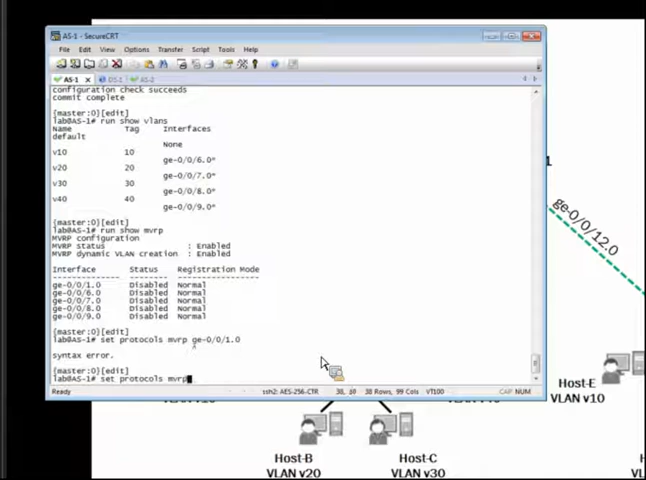 AS-1 - SecureCRT
File Edit View Options Transfer Script Tools Help
AS-1 x DS-1 AS-2
configuration check succeeds
commit complete
{master:0}[edit]
lab@AS-1# run show vlans
Name Tag Interfaces
default
None
v10 10
ge-0/0/6.0*
v20 20
ge-0/0/7.0*
v30 30
ge-0/0/8.0*
v40 40
ge-0/0/9.0*
{master:0}[edit]
lab@AS-1# run show mvrp
MVRP configuration
MVRP status : Enabled
MVRP dynamic VLAN creation : Enabled
Interface Status Registration Mode
-------------- -------- -----------------
ge-0/0/1.0 Disabled Normal
ge-0/0/6.0 Disabled Normal
ge-0/0/7.0 Disabled Normal
ge-0/0/8.0 Disabled Normal
ge-0/0/9.0 Disabled Normal
{master:0}[edit]
lab@AS-1# set protocols mvrp ge-0/0/1.0
^
syntax error.
{master:0}[edit]
lab@AS-1# set protocols mvrp
Ready ssh2: AES-256-CTR 38, 30 38 Rows, 99 Cols VT100 CAP NUM
1
ge-0/0/12.0
Host-E
VLAN v10
Host-B
VLAN v20
Host-C
VLAN v30